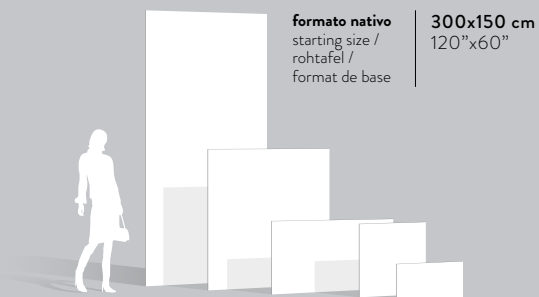 formato nativo
starting size /
rohtafel /
format de base
300x150 cm
120”x60”